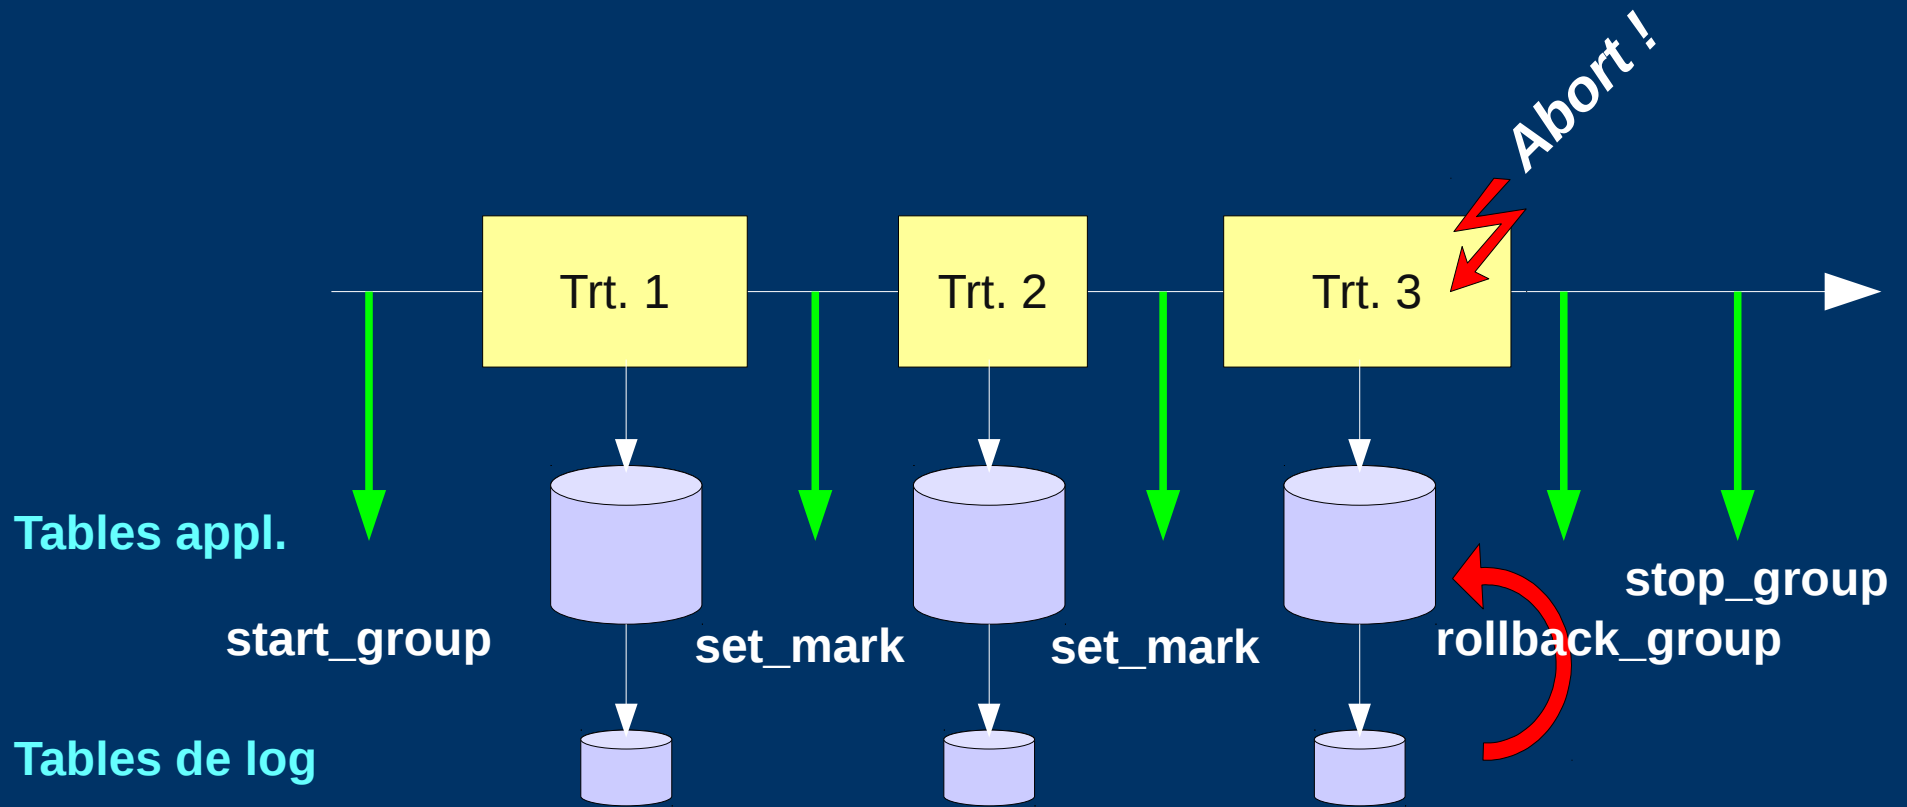 Abort !
Trt. 1
Trt. 2
Trt. 3
Tables appl.
stop_group
start_group
set_mark
set_mark
rollback_group
Tables de log